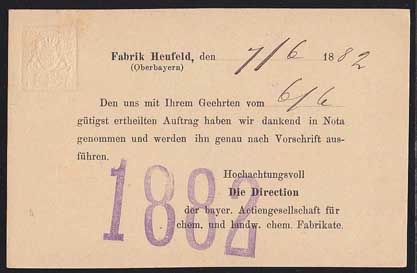 Fabrik Heufeld, den 7/6 1882
(Oberbayern)
Den uns mit Ihrem Geehrten vom 6/6
gütigst ertheilten Auftrag haben wir dankend in Nota
genommen und werden ihn genau nach Vorschrift aus-
führen.
Hochachtungsvoll
Die Direction
der bayer. Actiengesellschaft für
chem. und landw. chem. Fabrikate.
1882